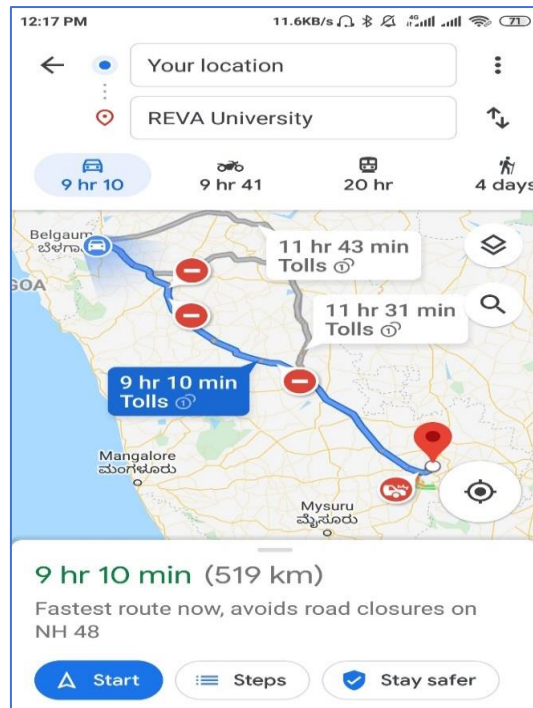 12:17 PM 11.6KB/s 4G 71
Your location
REVA University
9 hr 10 9 hr 41 20 hr 4 days
Belgaum
ಬೆಳಗಾ
GOA
11 hr 43 min
Tolls
11 hr 31 min
Tolls
9 hr 10 min
Tolls
Mangalore
ಮಂಗಳೂರು
Mysuru
ಮೈಸೂರು
9 hr 10 min (519 km)
Fastest route now, avoids road closures on
NH 48
Start Steps Stay safer